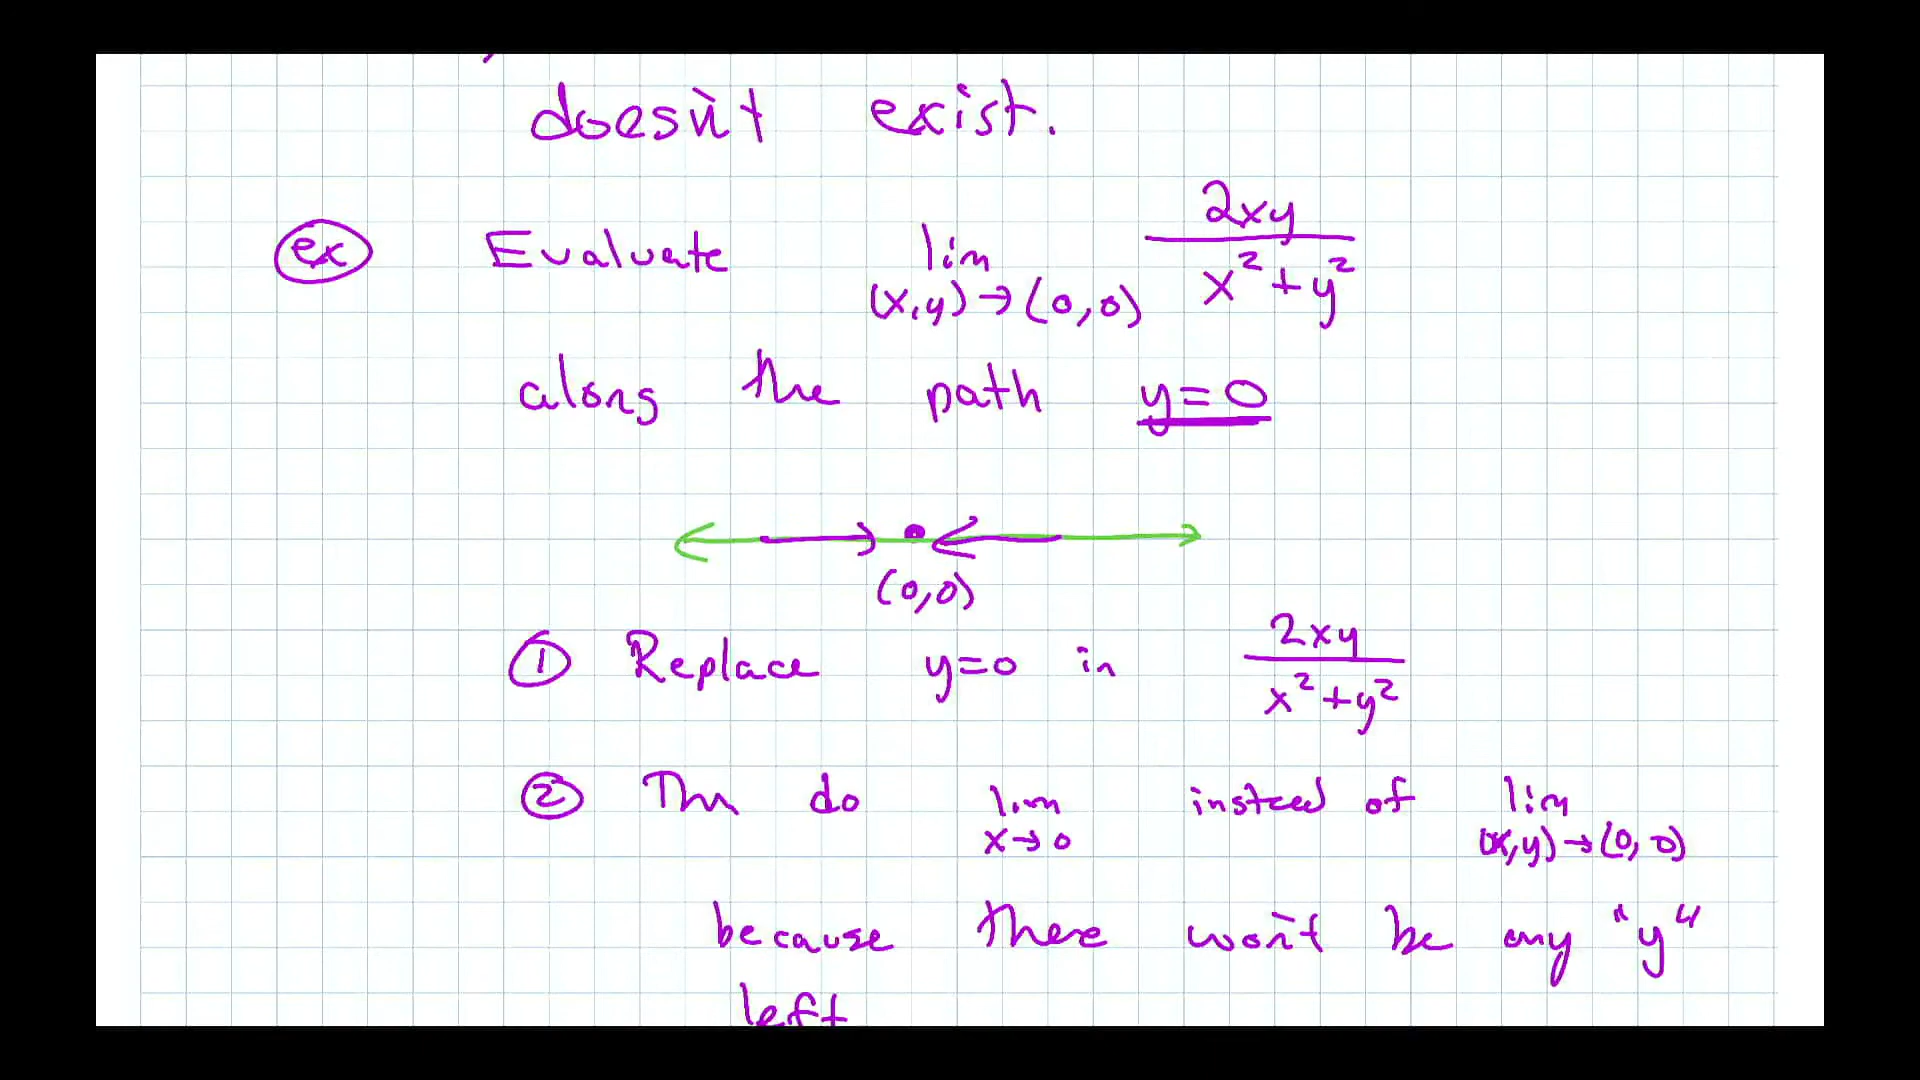 doesn't exist.
ex Evaluate lim (x,y)→(0,0) 2xy/(x²+y²)
along the path y=0
(0,0)
① Replace y=0 in 2xy/(x²+y²)
② Then do lim x→0 instead of lim (x,y)→(0,0)
because there won't be any "y"
left